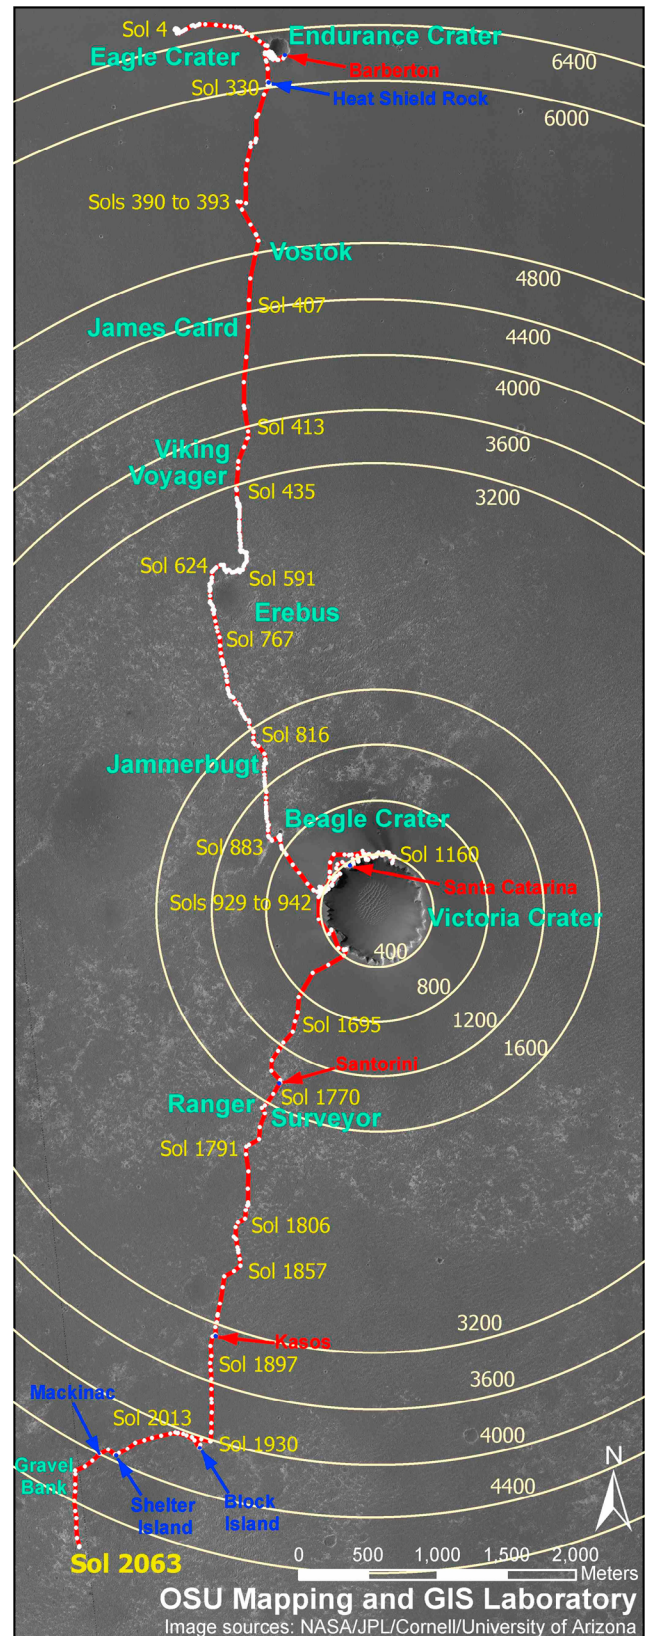 Sol 4
Endurance Crater
Eagle Crater
6400
Barberton
Sol 330
Heat Shield Rock
6000
Sols 390 to 393
Vostok
4800
Sol 407
James Caird
4400
4000
Sol 413
3600
Viking
Voyager
Sol 435
3200
Sol 624
Sol 591
Erebus
Sol 767
Sol 816
Jammerbugt
Beagle Crater
Sol 883
Sol 1160
Santa Catarina
Sols 929 to 942
Victoria Crater
400
800
Sol 1695
1200
1600
Santorini
Sol 1770
Ranger
Surveyor
Sol 1791
Sol 1806
Sol 1857
3200
Kasos
Sol 1897
3600
Mackinac
Sol 2013
4000
Sol 1930
Gravel
Bank
4400
N
Shelter
Island
Block
Island
Sol 2063
0 500 1,000 1,500 2,000
Meters
OSU Mapping and GIS Laboratory
Image sources: NASA/JPL/Cornell/University of Arizona